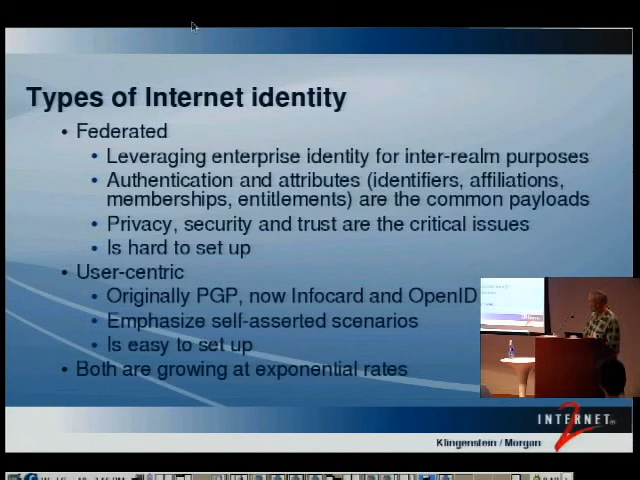 Types of Internet identity
• Federated
• Leveraging enterprise identity for inter-realm purposes
• Authentication and attributes (identifiers, affiliations,
memberships, entitlements) are the common payloads
• Privacy, security and trust are the critical issues
• Is hard to set up
• User-centric
• Originally PGP, now Infocard and OpenID
• Emphasize self-asserted scenarios
• Is easy to set up
• Both are growing at exponential rates
INTERNET
2
Klingenstein / Morgan